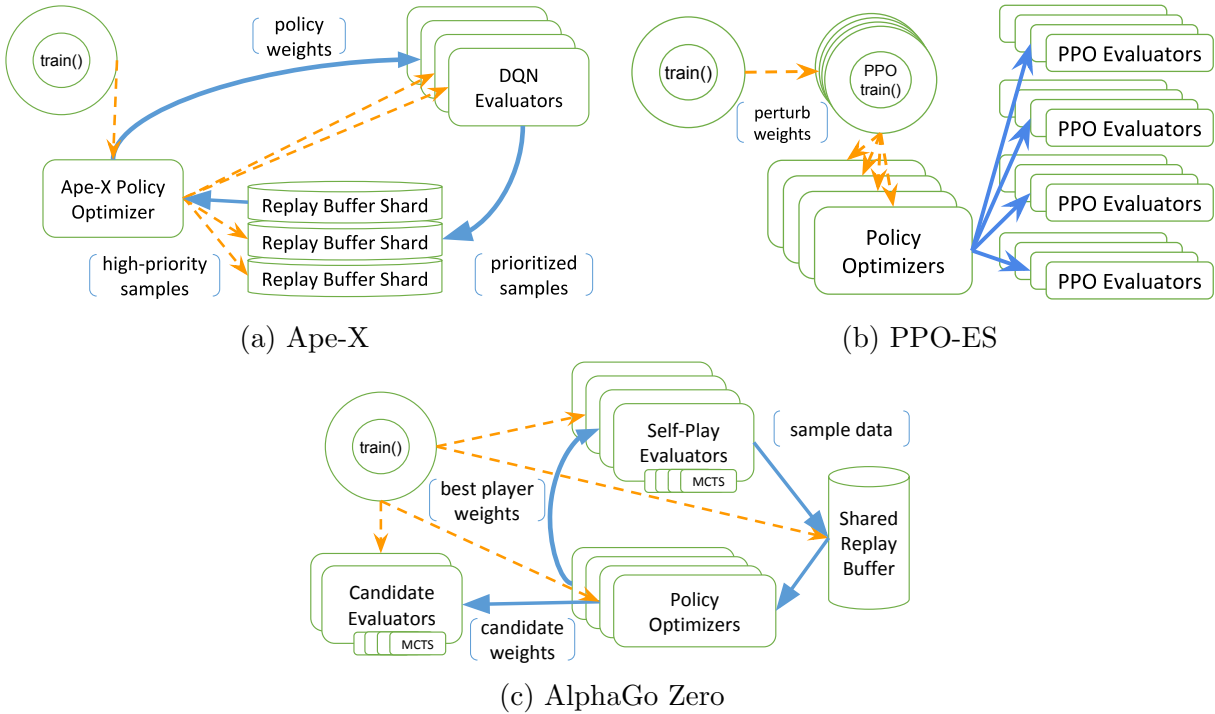 train()
policy
weights
DQN
Evaluators
Ape-X Policy
Optimizer
Replay Buffer Shard
Replay Buffer Shard
Replay Buffer Shard
high-priority
samples
prioritized
samples
(a) Ape-X
train()
PPO
train()
perturb
weights
Policy
Optimizers
PPO Evaluators
PPO Evaluators
PPO Evaluators
PPO Evaluators
(b) PPO-ES
train()
Self-Play
Evaluators
MCTS
sample data
best player
weights
Shared
Replay
Buffer
Candidate
Evaluators
MCTS
candidate
weights
Policy
Optimizers
(c) AlphaGo Zero